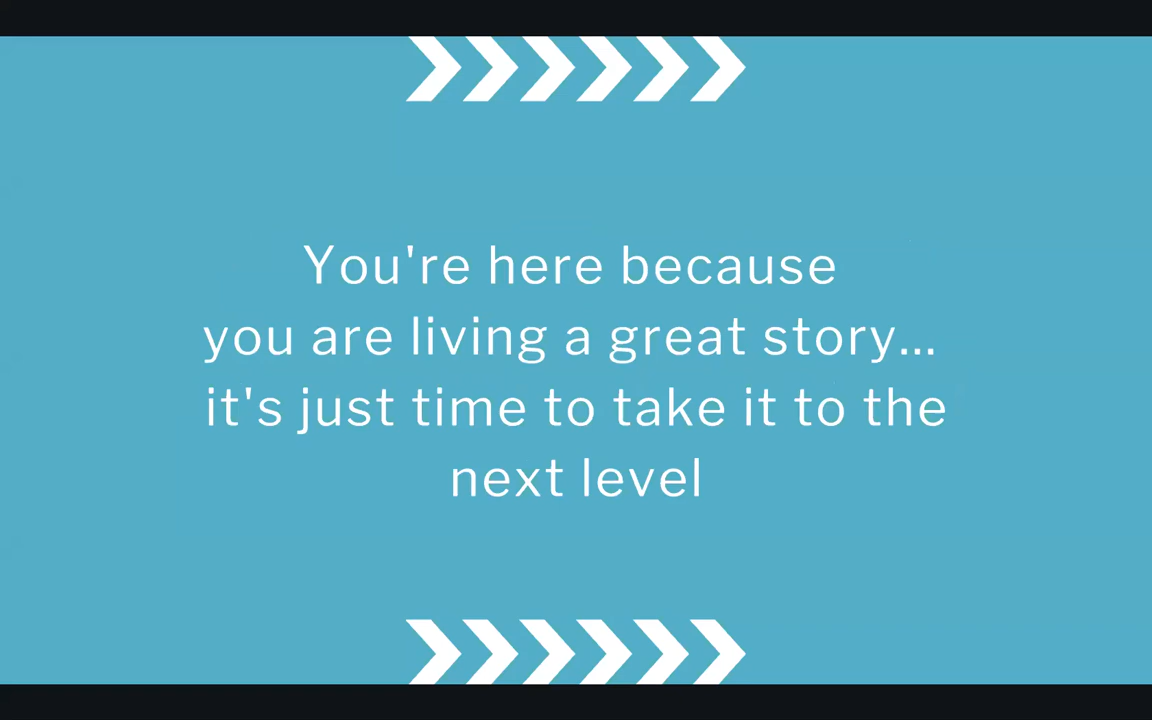 You're here because
you are living a great story...
it's just time to take it to the
next level